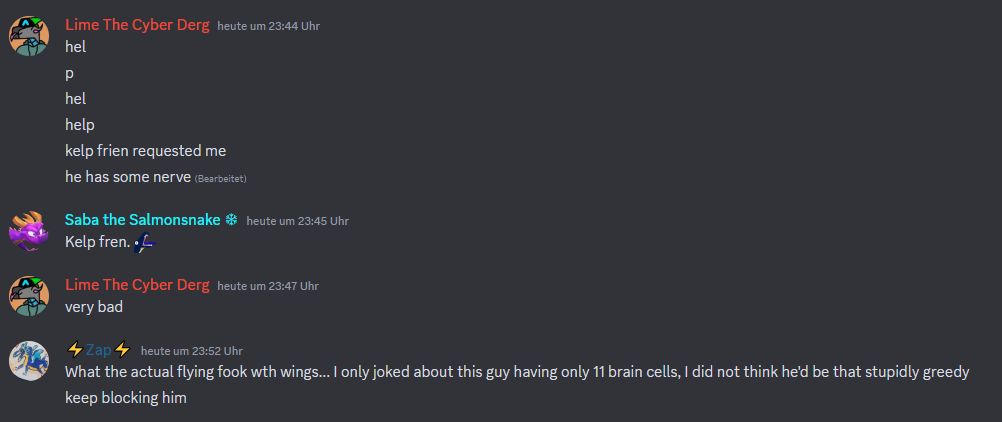 Lime The Cyber Derg heute um 23:44 Uhr
hel
p
hel
help
kelp frien requested me
he has some nerve (Bearbeitet)
Saba the Salmonsnake ❄ heute um 23:45 Uhr
Kelp fren.
Lime The Cyber Derg heute um 23:47 Uhr
very bad
⚡Zap⚡ heute um 23:52 Uhr
What the actual flying fook wth wings... I only joked about this guy having only 11 brain cells, I did not think he'd be that stupidly greedy
keep blocking him